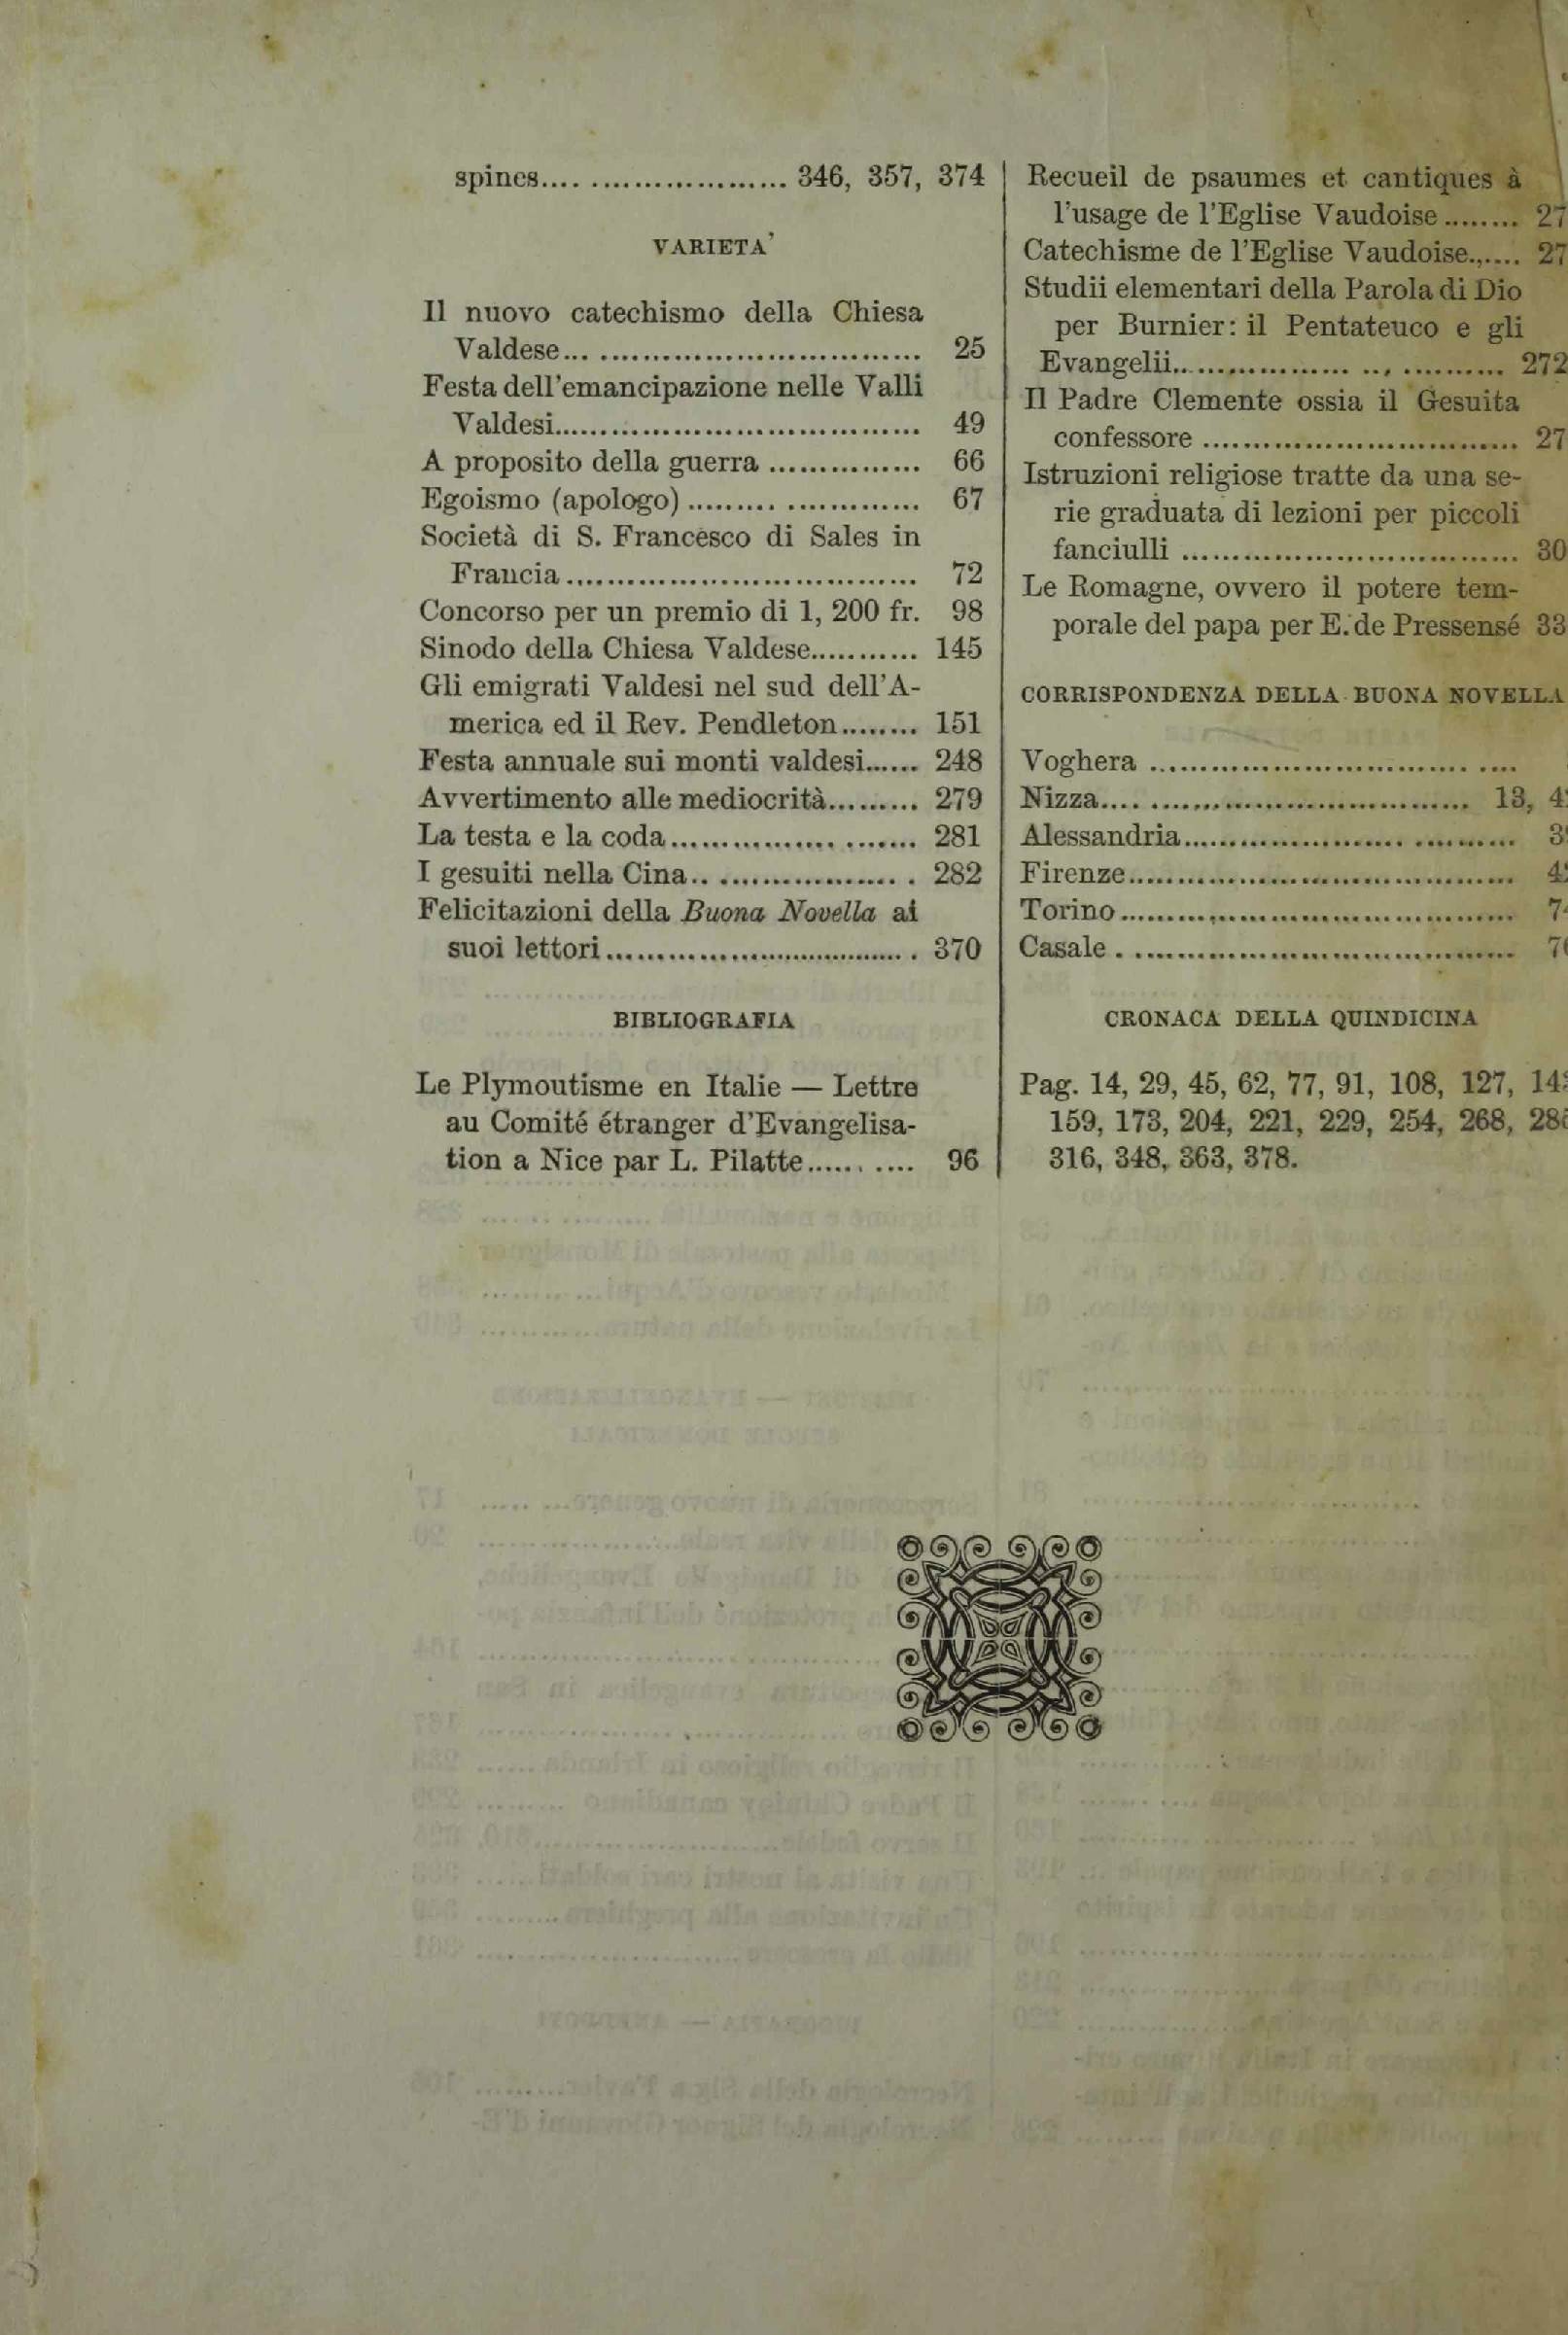 spines........................ 346, 357, 374
VARIETA'
Il nuovo catechismo della Chiesa
Valdese................................. 25
Festa dell'emancipazione nelle Valli
Valdesi..................................... 49
A proposito della guerra ............... 66
Egoismo (apologo) ...................... 67
Società di S. Francesco di Sales in
Francia................................... 72
Concorso per un premio di 1, 200 fr. 98
Sinodo della Chiesa Valdese........... 145
Gli emigrati Valdesi nel sud dell'A-
merica ed il Rev. Pendleton........ 151
Festa annuale sui monti valdesi...... 248
Avvertimento alle mediocrità......... 279
La testa e la coda........................ 281
I gesuiti nella Cina...................... 282
Felicitazioni della Buona Novella ai
suoi lettori................................ 370
BIBLIOGRAFIA
Le Plymoutisme en Italie — Lettre
au Comité étranger d'Evangelisa-
tion a Nice par L. Pilatte.......... 96
Recueil de psaumes et cantiques à
l'usage de l'Eglise Vaudoise ........ 27
Catechisme de l'Eglise Vaudoise.,.... 27
Studii elementari della Parola di Dio
per Burnier: il Pentateuco e gli
Evangelii................................ 272
Il Padre Clemente ossia il Gesuita
confessore ................................ 27
Istruzioni religiose tratte da una se-
rie graduata di lezioni per piccoli
fanciulli .................................. 30
Le Romagne, ovvero il potere tem-
porale del papa per E. de Pressensé 33
CORRISPONDENZA DELLA BUONA NOVELLA
Voghera ....................................
Nizza..................................... 13, 4
Alessandria................................. 3
Firenze...................................... 4
Torino........................................ 7
Casale ....................................... 7
CRONACA DELLA QUINDICINA
Pag. 14, 29, 45, 62, 77, 91, 108, 127, 14
159, 173, 204, 221, 229, 254, 268, 28
316, 348, 363, 378.